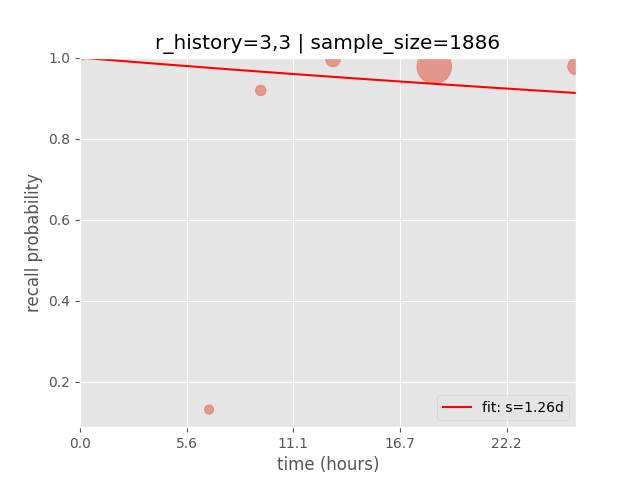 r_history=3,3 | sample_size=1886
1.0
0.8
0.6
0.4
0.2
recall probability
fit: s=1.26d
0.0 5.6 11.1 16.7 22.2
time (hours)